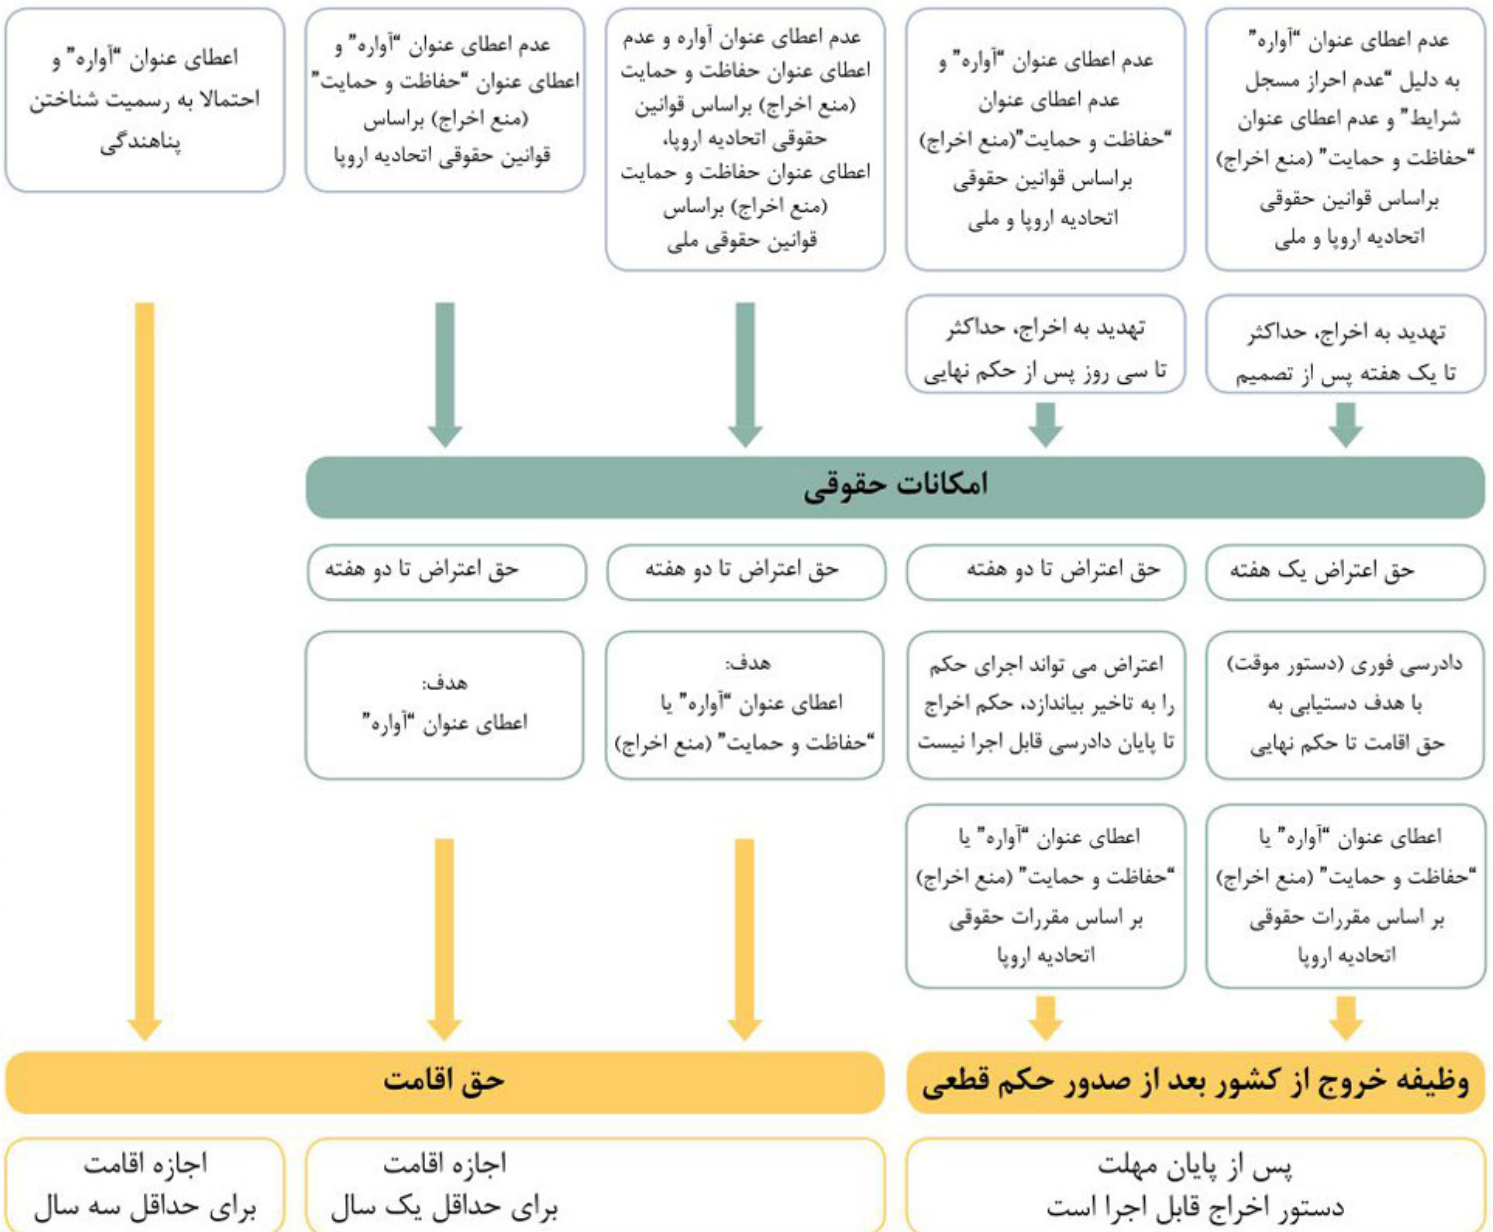 عدم اعطای عنوان “آواره”
به دلیل “عدم احراز مسجل
شرایط” و عدم اعطای عنوان
“حفاظت و حمایت” (منع اخراج)
براساس قوانین حقوقی
اتحادیه اروپا و ملی
عدم اعطای عنوان “آواره” و
عدم اعطای عنوان
“حفاظت و حمایت”(منع اخراج)
براساس قوانین حقوقی
اتحادیه اروپا و ملی
عدم اعطای عنوان آواره و عدم
اعطای عنوان حفاظت و حمایت
(منع اخراج) براساس قوانین
حقوقی اتحادیه اروپا،
اعطای عنوان حفاظت و حمایت
(منع اخراج) براساس
قوانین حقوقی ملی
عدم اعطای عنوان “آواره” و
اعطای عنوان “حفاظت و حمایت”
(منع اخراج) براساس
قوانین حقوقی اتحادیه اروپا
اعطای عنوان “آواره” و
احتمالا به رسمیت شناختن
پناهندگی
تهدید به اخراج، حداکثر
تا یک هفته پس از تصمیم
تهدید به اخراج، حداکثر
تا سی روز پس از حکم نهایی
امکانات حقوقی
حق اعتراض یک هفته
حق اعتراض تا دو هفته
حق اعتراض تا دو هفته
حق اعتراض تا دو هفته
دادرسی فوری (دستور موقت)
با هدف دستیابی به
حق اقامت تا حکم نهایی
اعتراض می تواند اجرای حکم
را به تاخیر بیاندازد، حکم اخراج
تا پایان دادرسی قابل اجرا نیست
هدف:
اعطای عنوان “آواره” یا
“حفاظت و حمایت” (منع اخراج)
هدف:
اعطای عنوان “آواره”
اعطای عنوان “آواره” یا
“حفاظت و حمایت” (منع اخراج)
بر اساس مقررات حقوقی
اتحادیه اروپا
اعطای عنوان “آواره” یا
“حفاظت و حمایت” (منع اخراج)
بر اساس مقررات حقوقی
اتحادیه اروپا
وظیفه خروج از کشور بعد از صدور حکم قطعی
حق اقامت
پس از پایان مهلت
دستور اخراج قابل اجرا است
اجازه اقامت
برای حداقل یک سال
اجازه اقامت
برای حداقل سه سال